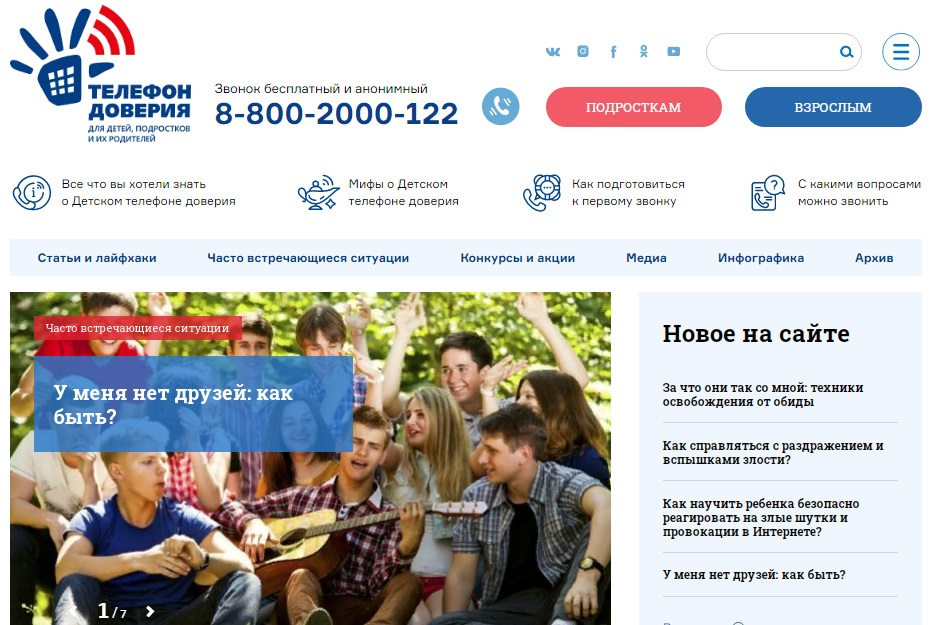 ТЕЛЕФОН
ДОВЕРИЯ
ДЛЯ ДЕТЕЙ, ПОДРОСТКОВ
И ИХ РОДИТЕЛЕЙ
Звонок бесплатный и анонимный
8-800-2000-122
ПОДРОСТКАМ
ВЗРОСЛЫМ
Все что вы хотели знать
о Детском телефоне доверия
Мифы о Детском
телефоне доверия
Как подготовиться
к первому звонку
С какими вопросами
можно звонить
Статьи и лайфхаки
Часто встречающиеся ситуации
Конкурсы и акции
Медиа
Инфографика
Архив
Часто встречающиеся ситуации
У меня нет друзей: как
быть?
1/7
Новое на сайте
За что они так со мной: техники
освобождения от обиды
Как справляться с раздражением и
вспышками злости?
Как научить ребенка безопасно
реагировать на злые шутки и
провокации в Интернете?
У меня нет друзей: как быть?